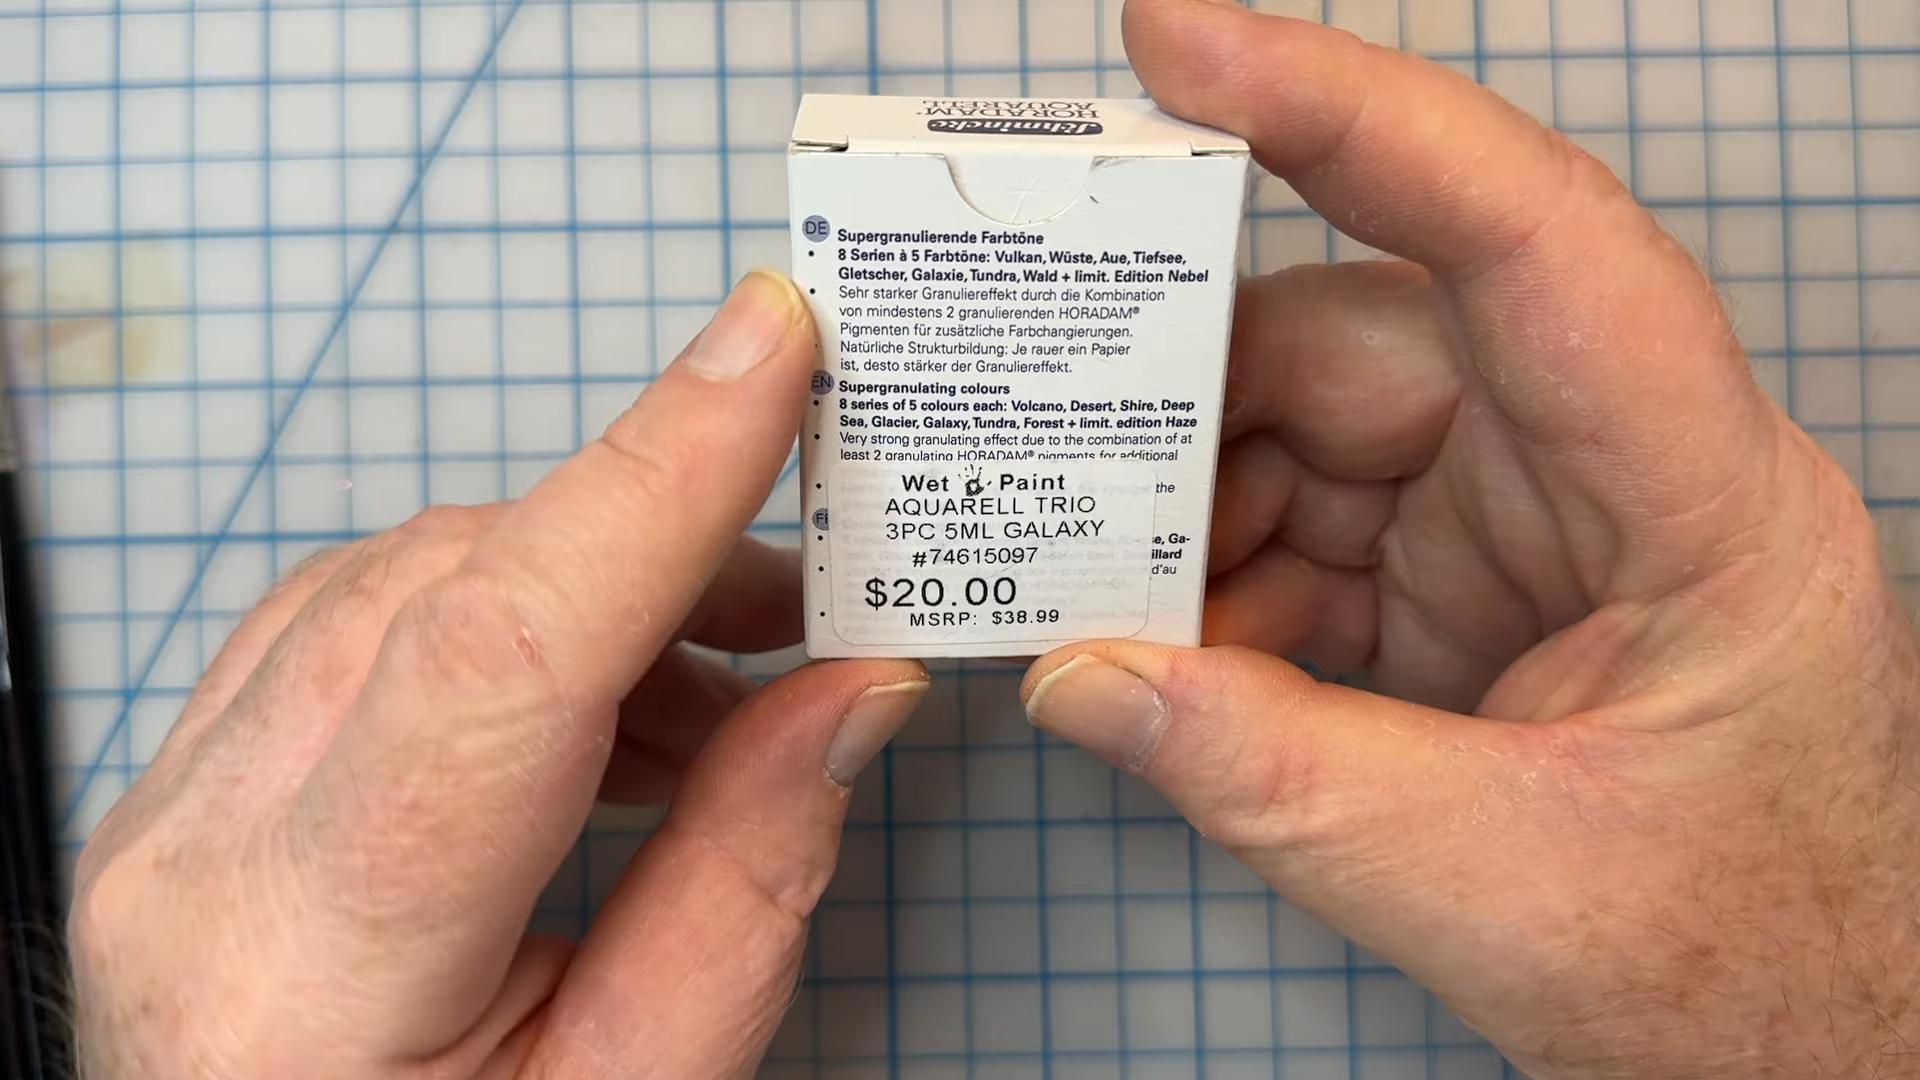 Schmincke
HORADAM®
AQUARELL
DE
Supergranulierende Farbtöne
• 8 Serien à 5 Farbtöne: Vulkan, Wüste, Aue, Tiefsee,
Gletscher, Galaxie, Tundra, Wald + limit. Edition Nebel
• Sehr starker Granuliereffekt durch die Kombination
von mindestens 2 granulierenden HORADAM®
Pigmenten für zusätzliche Farbchangierungen.
Natürliche Strukturbildung: Je rauer ein Papier
ist, desto stärker der Granuliereffekt.
EN
Supergranulating colours
• 8 series of 5 colours each: Volcano, Desert, Shire, Deep
Sea, Glacier, Galaxy, Tundra, Forest + limit. edition Haze
• Very strong granulating effect due to the combination of at
least 2 granulating HORADAM® pigments for additional
the
Wet Paint
AQUARELL TRIO
3PC 5ML GALAXY
#74615097
$20.00
MSRP: $38.99
Ga-
illard
d'au